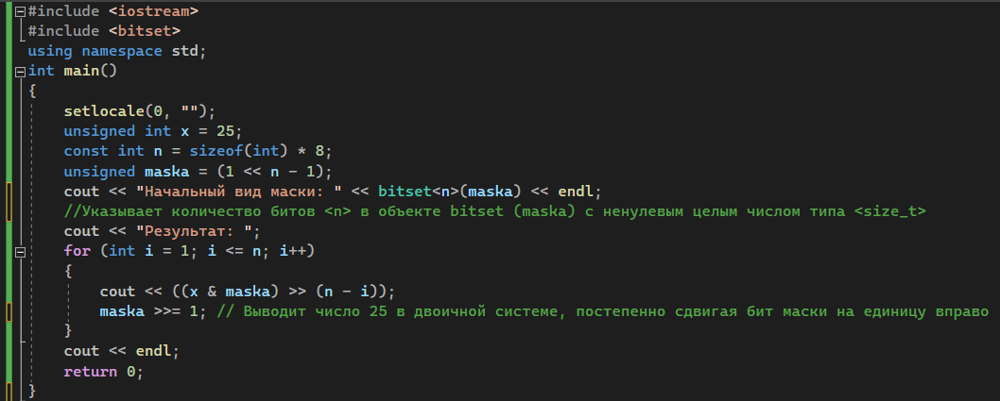 #include <iostream>
#include <bitset>
using namespace std;
int main()
{
setlocale(0, "");
unsigned int x = 25;
const int n = sizeof(int) * 8;
unsigned maska = (1 << n - 1);
cout << "Начальный вид маски: " << bitset<n>(maska) << endl;
//Указывает количество битов <n> в объекте bitset (maska) с ненулевым целым числом типа <size_t>
cout << "Результат: ";
for (int i = 1; i <= n; i++)
{
cout << ((x & maska) >> (n - i));
maska >>= 1; // Выводит число 25 в двоичной системе, постепенно сдвигая бит маски на единицу вправо
}
cout << endl;
return 0;
}